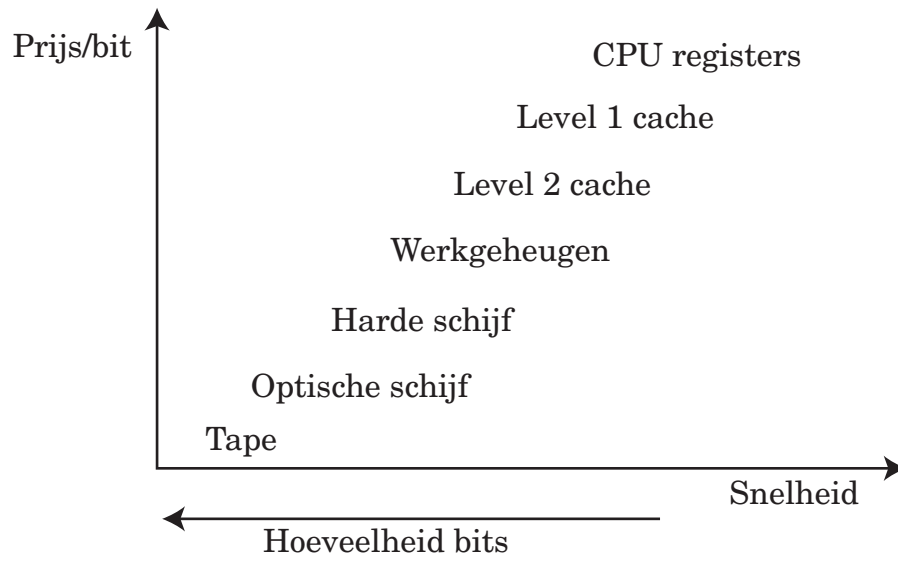 Prijs/bit
CPU registers
Level 1 cache
Level 2 cache
Werkgeheugen
Harde schijf
Optische schijf
Tape
Snelheid
Hoeveelheid bits